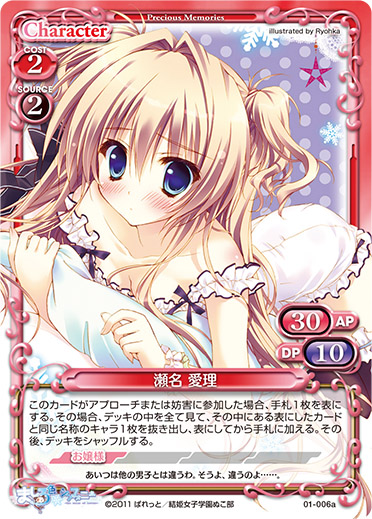 Precious Memories
Character
illustrated by Ryohka
COST
2
SOURCE
2
30 AP
DP 10
瀬名 愛理
このカードがアプローチまたは妨害に参加した場合、手札1枚を表に
する。その場合、デッキの中を全て見て、その中にある表にしたカード
と同じ名称のキャラ1枚を抜き出し、表にしてから手札に加える。その
後、デッキをシャッフルする。
お嬢様
あいつは他の男子とは違うわ。そうよ、違うのよ……。
©2011 ぱれっと/結姫女子学園ぬこ部
01-006a